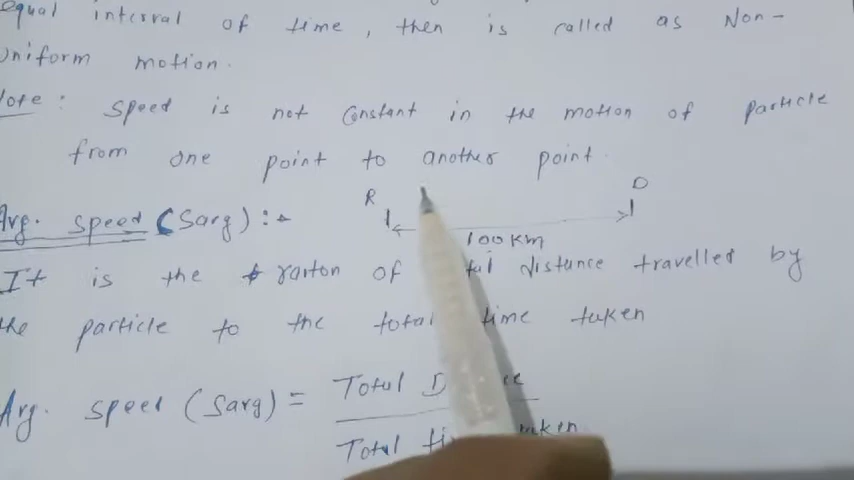 equal interval of time, then is called as Non-
Uniform motion.
Note: Speed is not Constant in the motion of particle
from one point to another point.
R D
100 km
Avg. speed (Savg) :-
It is the raiton of distance travelled by
the particle to the total time taken
Avg. speed (Savg) = Total
Total